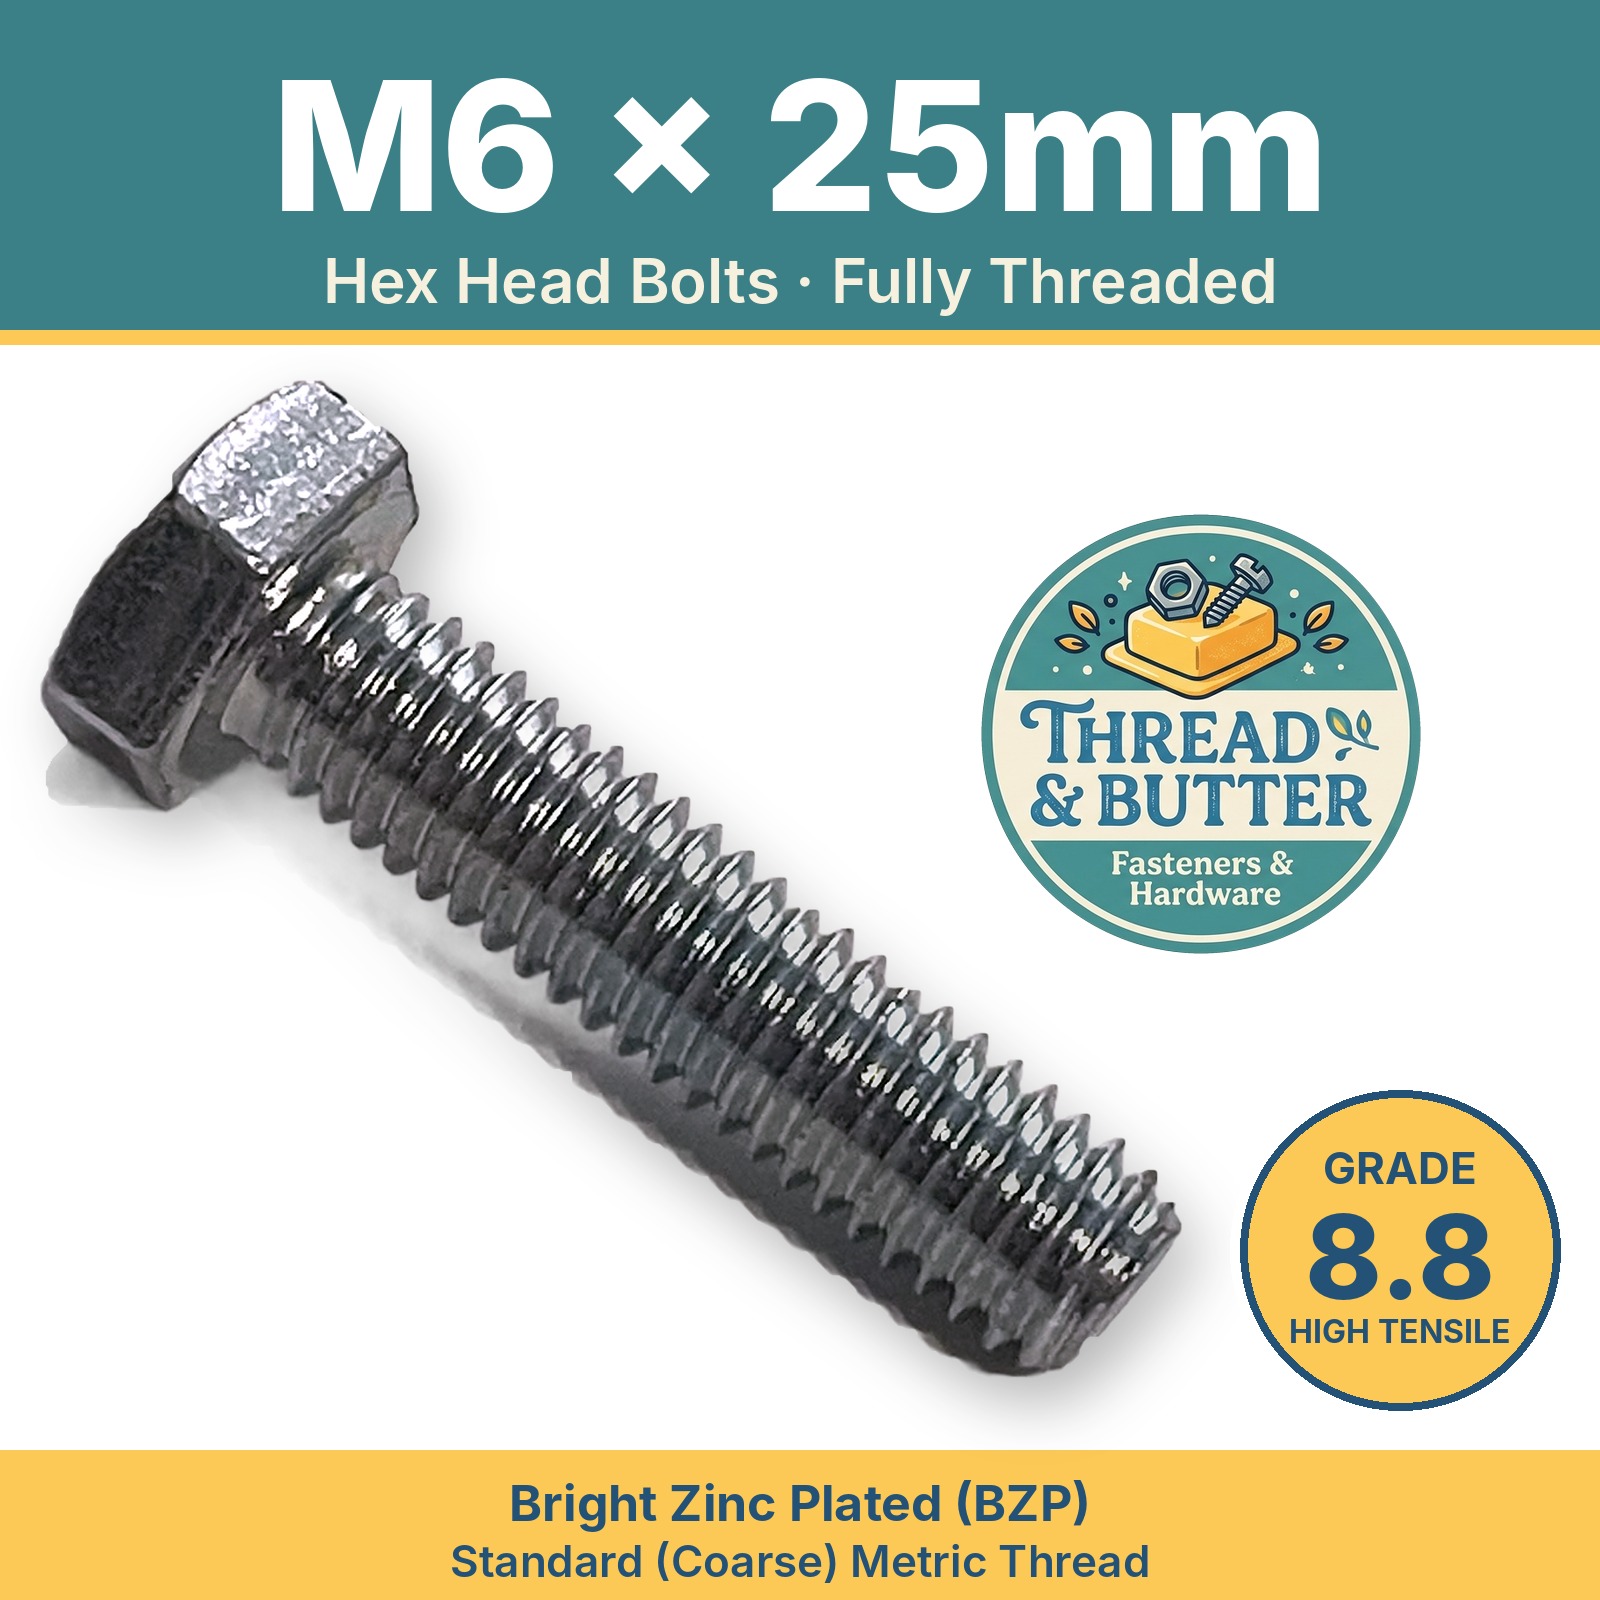 M6 × 25mm
Hex Head Bolts · Fully Threaded
THREAD
& BUTTER
Fasteners &
Hardware
GRADE
8.8
HIGH TENSILE
Bright Zinc Plated (BZP)
Standard (Coarse) Metric Thread